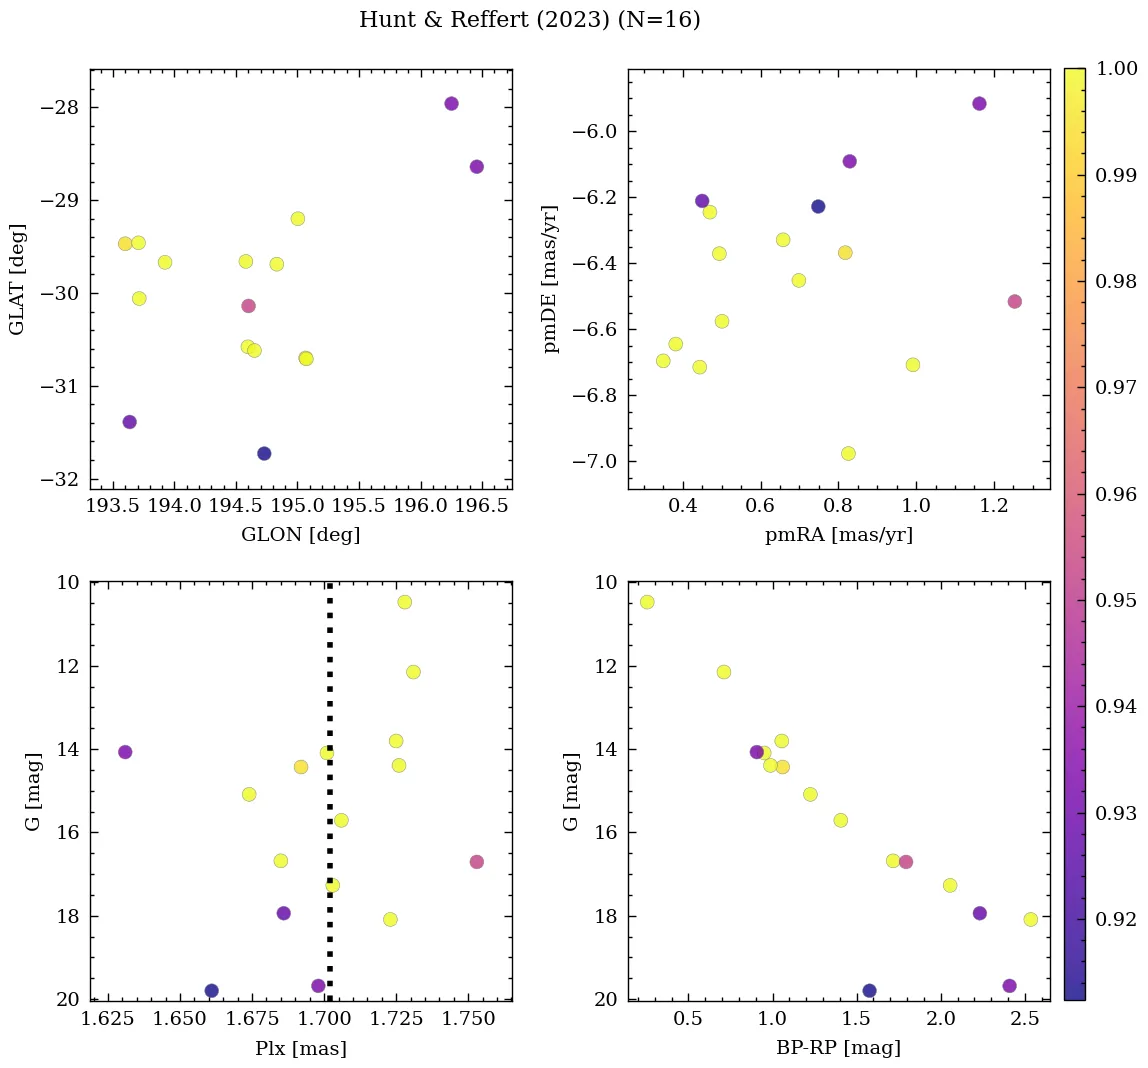 Hunt & Reffert (2023) (N=16)
−28
−29
−30
−31
−32
GLAT [deg]
193.5 194.0 194.5 195.0 195.5 196.0 196.5
GLON [deg]
−6.0
−6.2
−6.4
−6.6
−6.8
−7.0
pmDE [mas/yr]
0.4 0.6 0.8 1.0 1.2
pmRA [mas/yr]
1.00
0.99
0.98
0.97
0.96
0.95
0.94
0.93
0.92
10
12
14
16
18
20
G [mag]
1.625 1.650 1.675 1.700 1.725 1.750
Plx [mas]
10
12
14
16
18
20
G [mag]
0.5 1.0 1.5 2.0 2.5
BP-RP [mag]